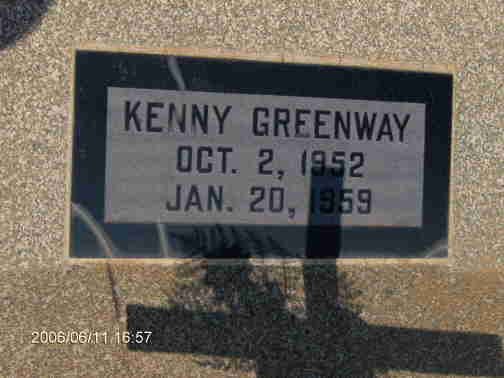 KENNY GREENWAY
OCT. 2, 1952
JAN. 20, 1959
2006/06/11 16:57